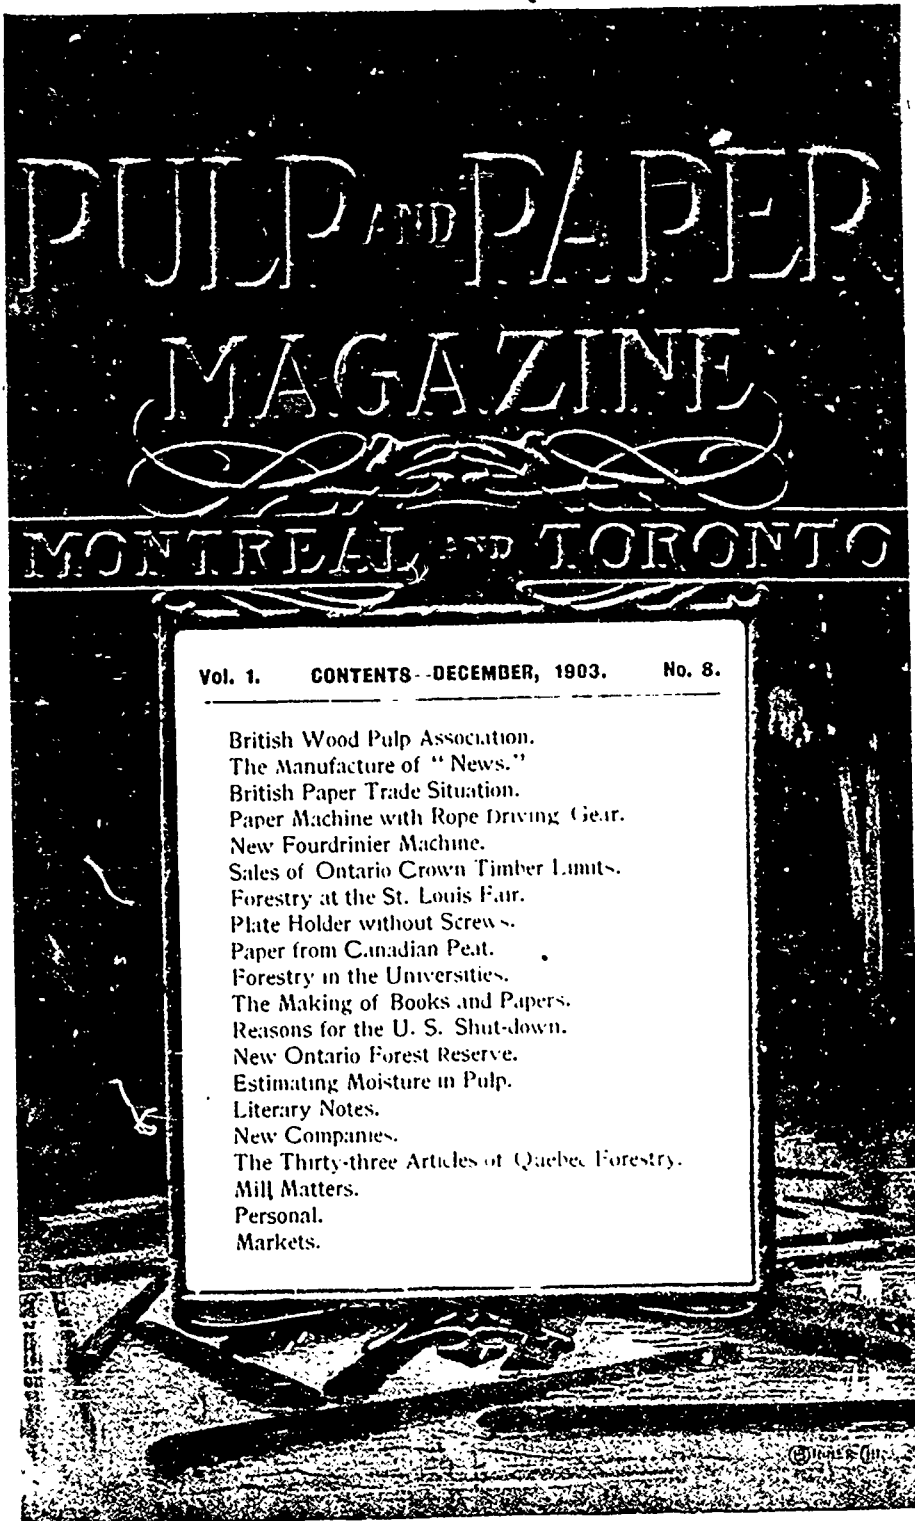 PULP AND PAPER
MAGAZINE
MONTREAL AND TORONTO
Vol. 1. CONTENTS--DECEMBER, 1903. No. 8.
British Wood Pulp Association.
The Manufacture of "News."
British Paper Trade Situation.
Paper Machine with Rope Driving Gear.
New Fourdrinier Machine.
Sales of Ontario Crown Timber Limits.
Forestry at the St. Louis Fair.
Plate Holder without Screws.
Paper from Canadian Peat.
Forestry in the Universities.
The Making of Books and Papers.
Reasons for the U. S. Shut-down.
New Ontario Forest Reserve.
Estimating Moisture in Pulp.
Literary Notes.
New Companies.
The Thirty-three Articles of Quebec Forestry.
Mill Matters.
Personal.
Markets.